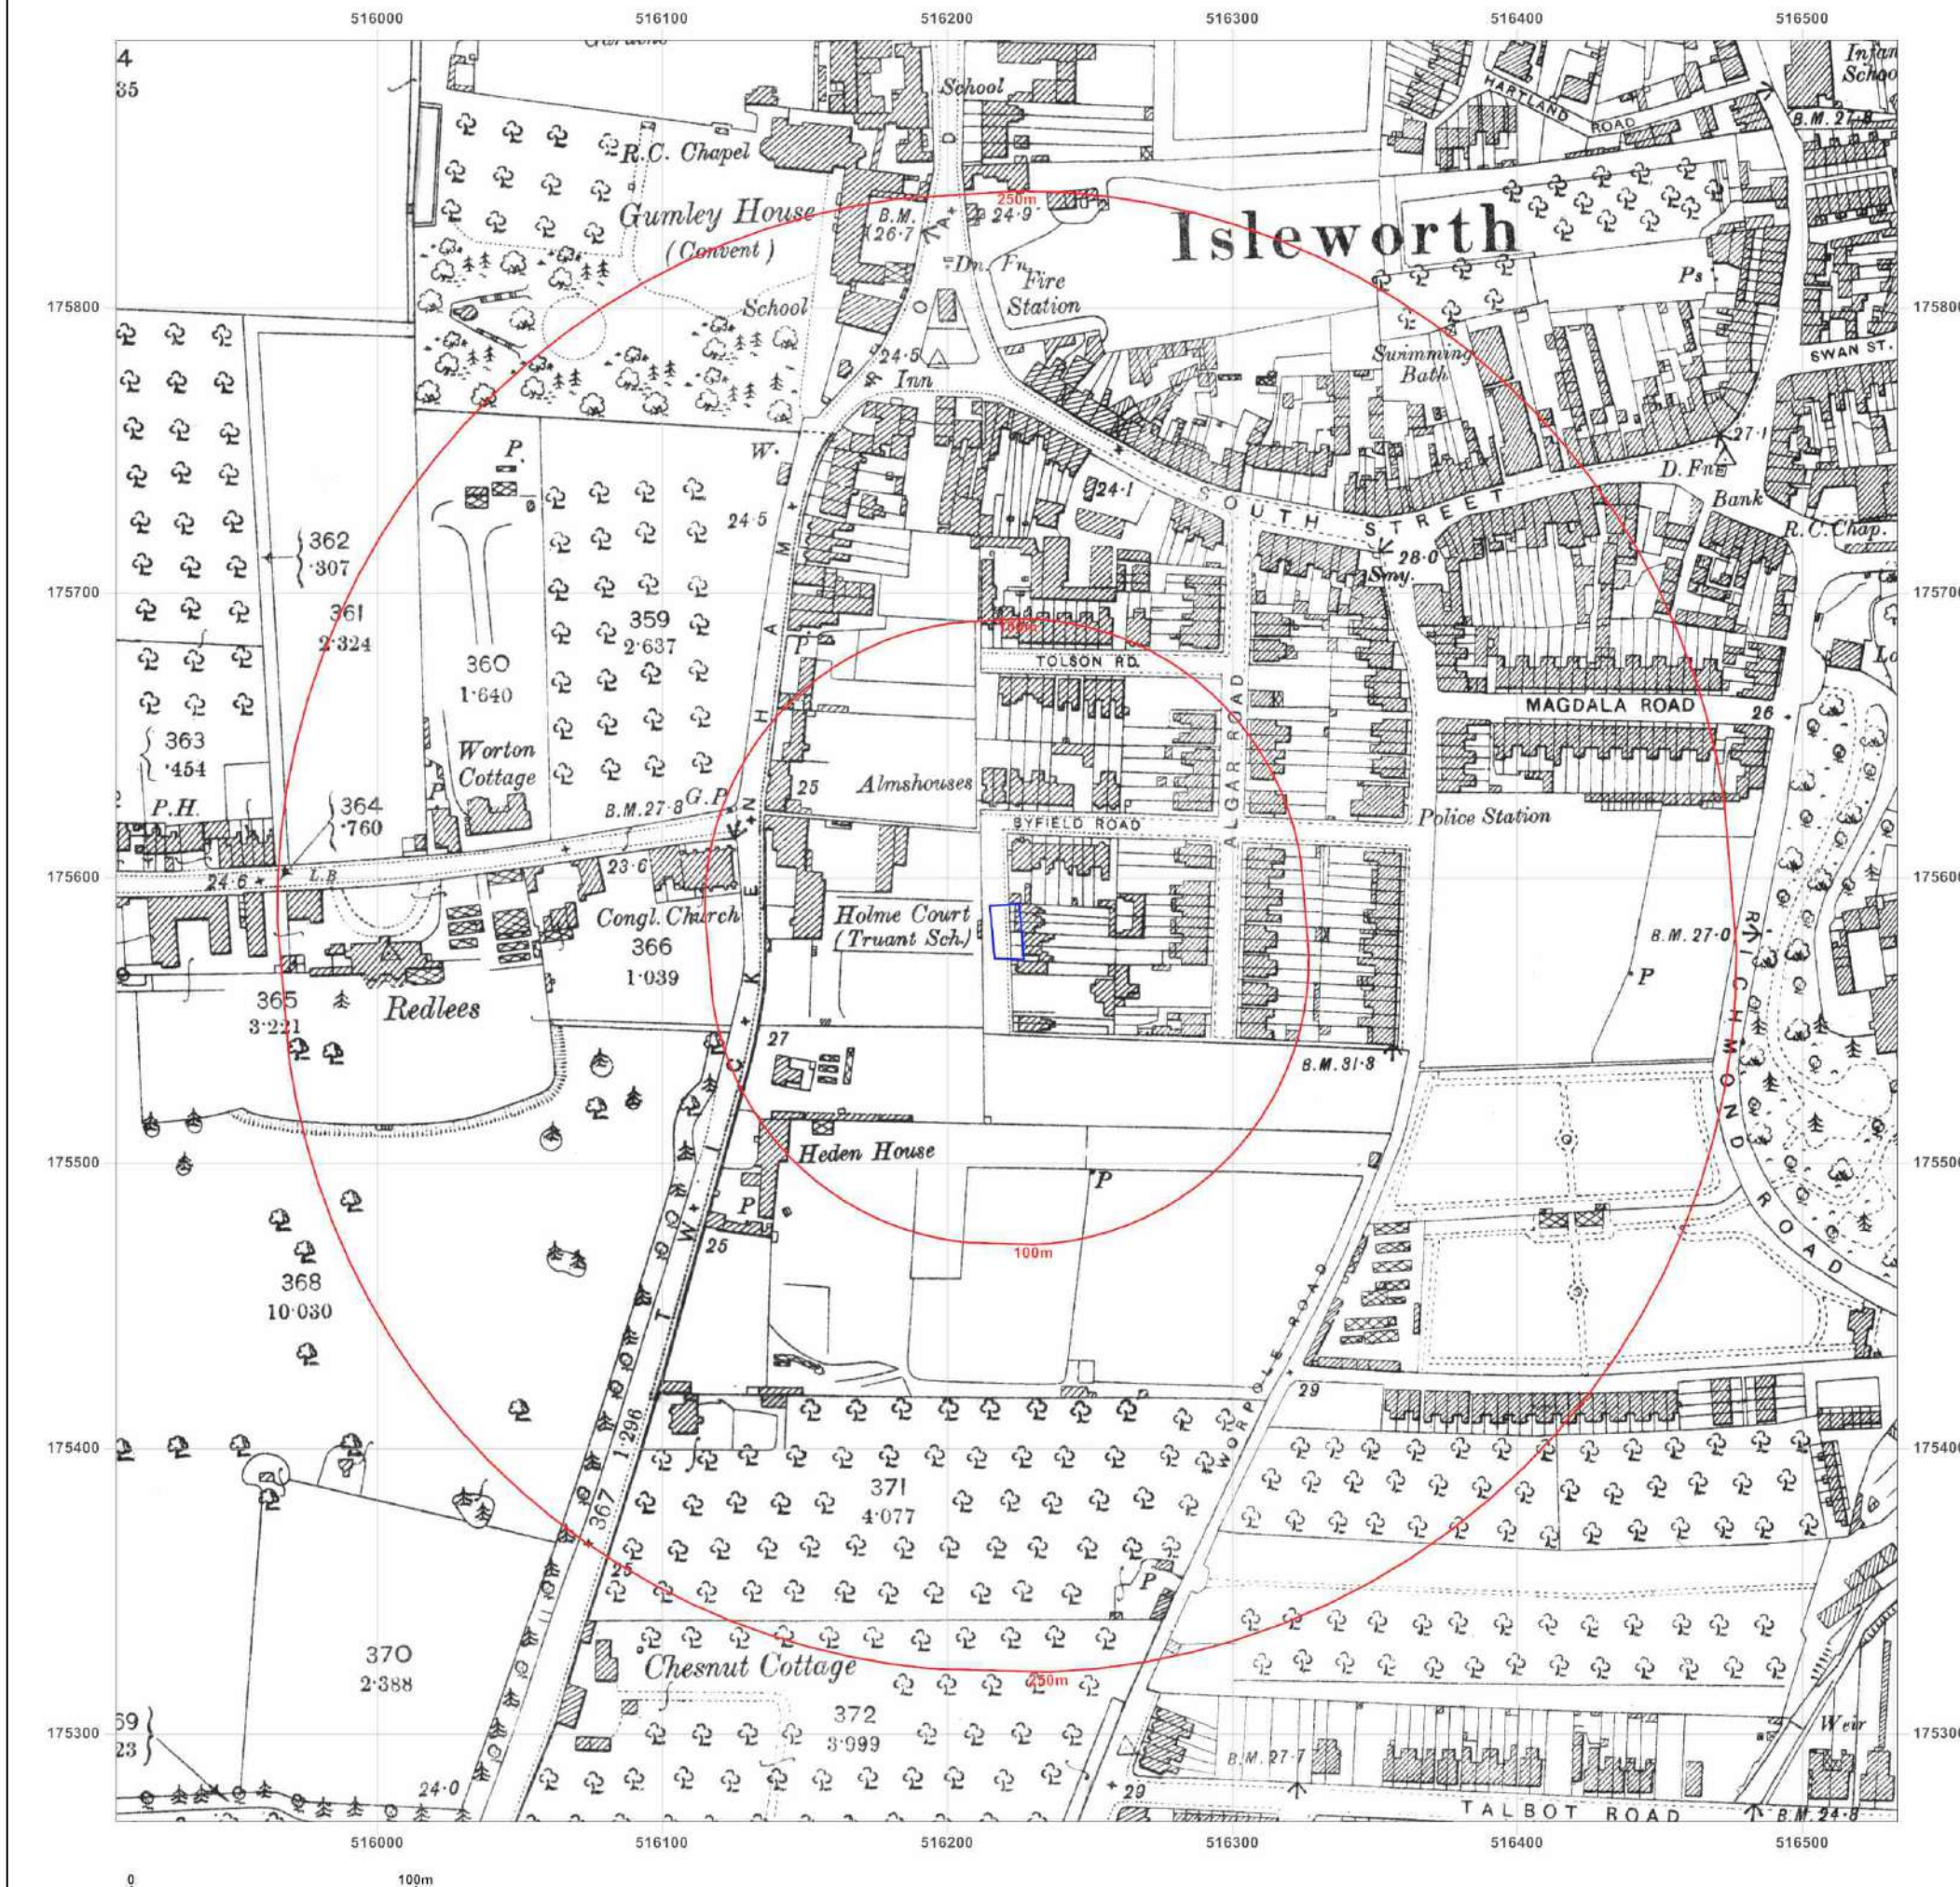 516000 516100 516200 516300 516400 516500
4
35
School
HARTLAND ROAD
B.M. 27·8
R.C. Chapel
Gumley House
(Convent)
B.M.
26·7
24·9
250m
Isleworth
Dn. Fn.
Fire
Station
Ps
School
175800
175800
24·5
Inn
Swimming
Bath
SWAN ST.
P.
W.
27·1
D. Fn
24·1
24·5
SOUTH STREET
Bank
R.C. Chap.
362
·307
28·0
Smy.
175700
175700
361
2·324
359
2·637
P.
360
1·640
TOLSON RD.
MAGDALA ROAD
26
363
·454
Worton
Cottage
ALGAR ROAD
25
Almshouses
P.H.
364
·760
P.
B.M. 27·8
G.P.
BYFIELD ROAD
Police Station
175600
175600
24·6
L.B.
23·6
Congl. Church
366
1·039
Holme Court
(Truant Sch.)
B.M. 27·0
P
365
3·221
Redlees
27
B.M. 31·3
RICHMOND ROAD
175500
175500
Heden House
P
P
25
100m
TWICKENHAM ROAD
368
10·030
WORPLE ROAD
29
175400
175400
367 1·296
371
4·077
25
P
370
2·388
Chesnut Cottage
250m
372
3·999
175300
175300
69
23
Weir
B.M. 27·7
24·0
29
TALBOT ROAD
B.M. 24·8
516000 516100 516200 516300 516400 516500
0 100m